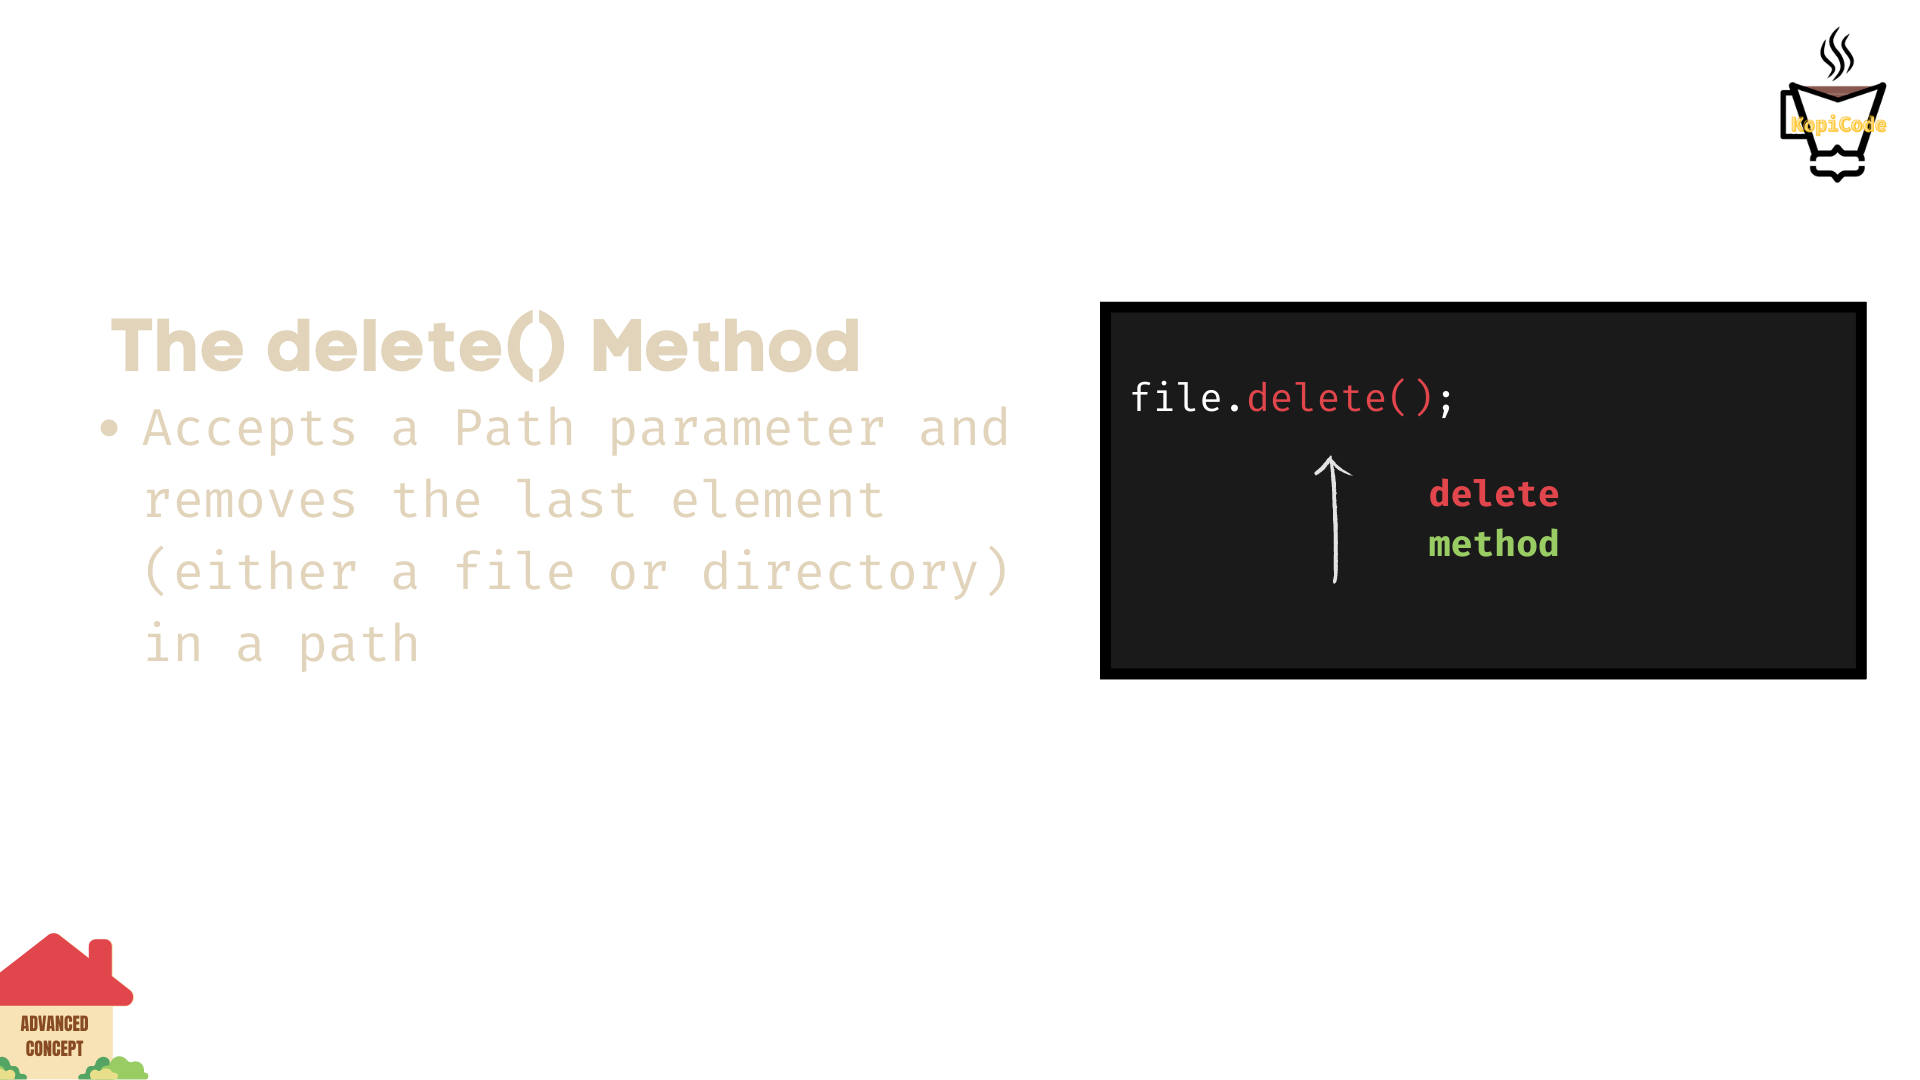 KopiCode
The delete() Method
• Accepts a Path parameter and
removes the last element
(either a file or directory)
in a path
file.delete();
delete
method
ADVANCED
CONCEPT